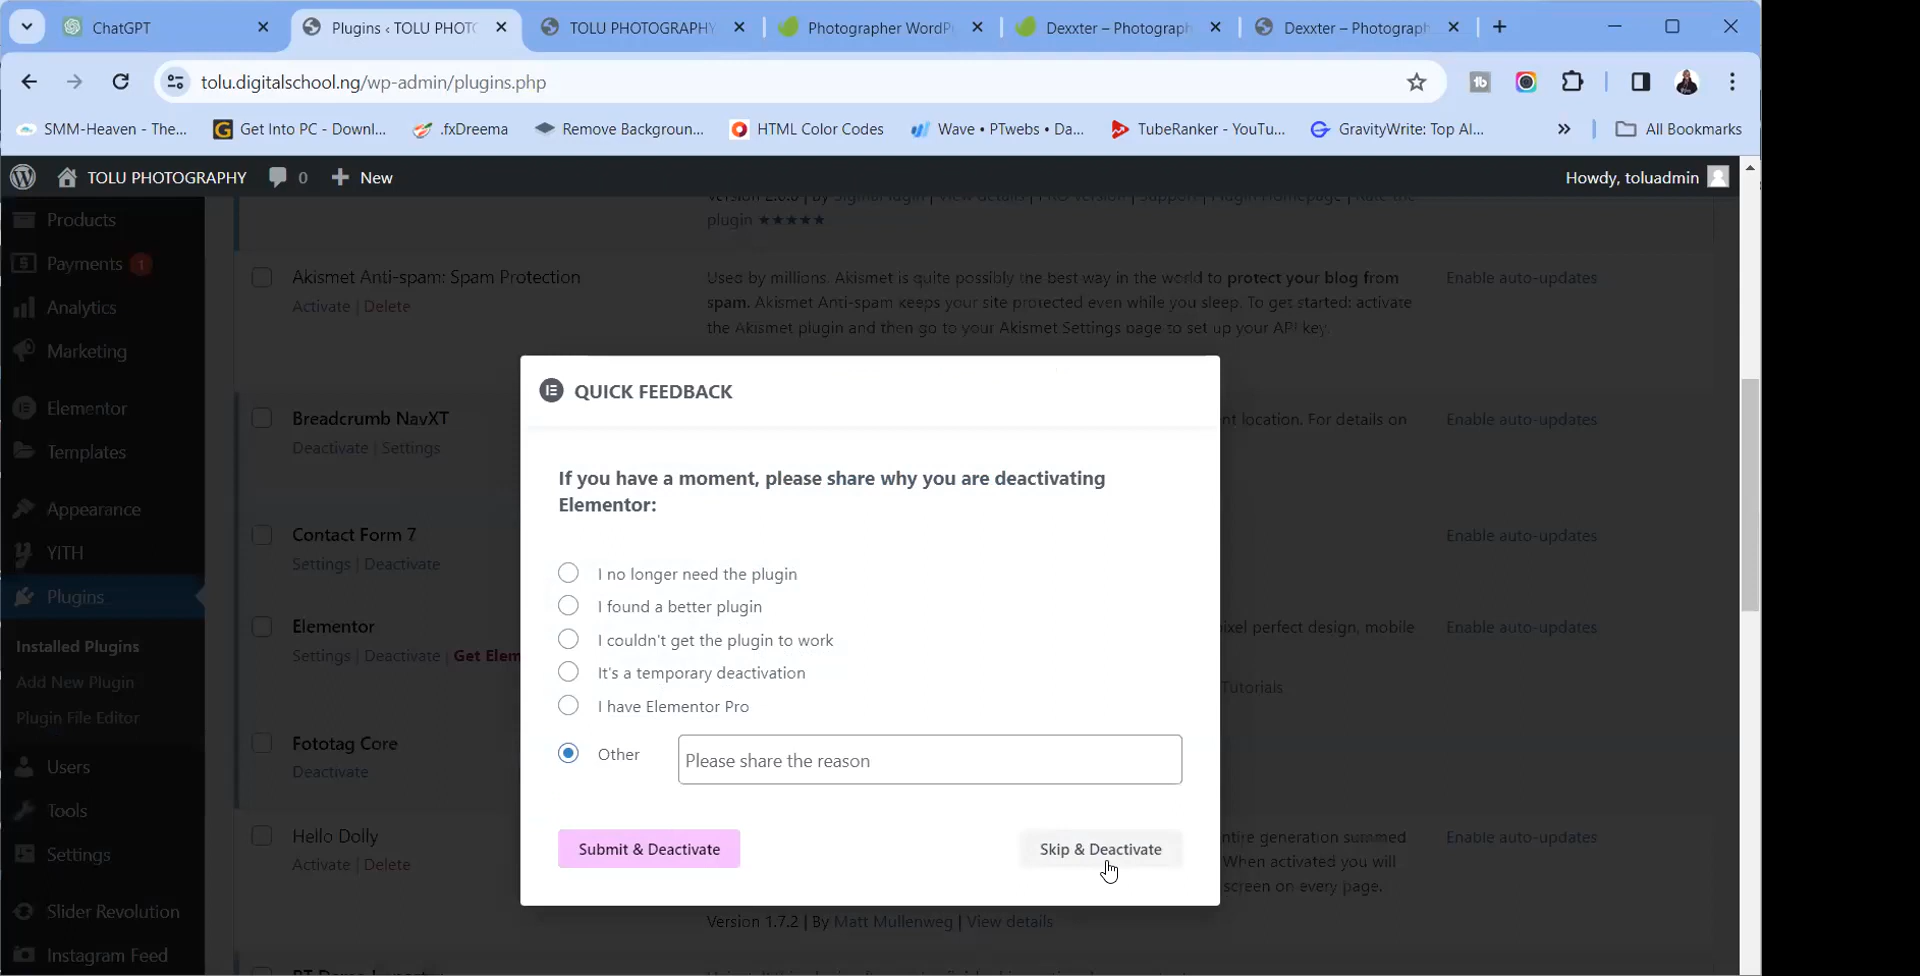 ChatGPT
Plugins ‹ TOLU PHOTO
TOLU PHOTOGRAPHY
Photographer WordP
Dexxter – Photograph
Dexxter – Photograph
tolu.digitalschool.ng/wp-admin/plugins.php
SMM-Heaven - The...
Get Into PC - Downl...
.fxDreema
Remove Backgroun...
HTML Color Codes
Wave • PTwebs • Da...
TubeRanker - YouTu...
GravityWrite: Top AI...
» All Bookmarks
TOLU PHOTOGRAPHY 0 New
Howdy, toluadmin
Products
Payments 1
Analytics
Marketing
Elementor
Templates
Appearance
YITH
Plugins
Installed Plugins
Add New Plugin
Plugin File Editor
Users
Tools
Settings
Slider Revolution
Instagram Feed
plugin ★★★★★
Akismet Anti-spam: Spam Protection
Activate | Delete
Used by millions. Akismet is quite possibly the best way in the world to protect your blog from
spam. Akismet Anti-spam keeps your site protected even while you sleep. To get started: activate
the Akismet plugin and then go to your Akismet Settings page to set up your API key.
Enable auto-updates
Breadcrumb NavXT
Deactivate | Settings
nt location. For details on
Enable auto-updates
Contact Form 7
Settings | Deactivate
Enable auto-updates
Elementor
Settings | Deactivate | Get Elem
pixel perfect design, mobile
Enable auto-updates
Tutorials
Fototag Core
Deactivate
Hello Dolly
Activate | Delete
ntire generation summed
When activated you will
screen on every page.
Enable auto-updates
Version 1.7.2 | By Matt Mullenweg | View details
QUICK FEEDBACK
If you have a moment, please share why you are deactivating
Elementor:
I no longer need the plugin
I found a better plugin
I couldn't get the plugin to work
It's a temporary deactivation
I have Elementor Pro
Other
Please share the reason
Submit & Deactivate
Skip & Deactivate